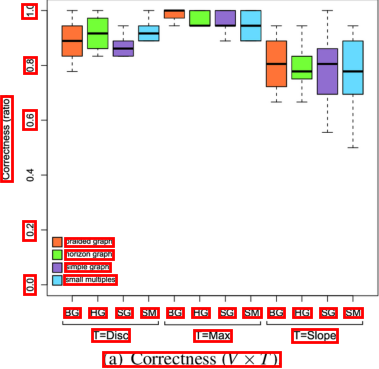 Correctness (ratio
1.0
0.8
0.6
0.4
0.2
0.0
braided graph
horizon graph
simple graph
small multiples
BG HG SG SM BG HG SG SM BG HG SG SM
T=Disc T=Max T=Slope
a) Correctness (V × T)